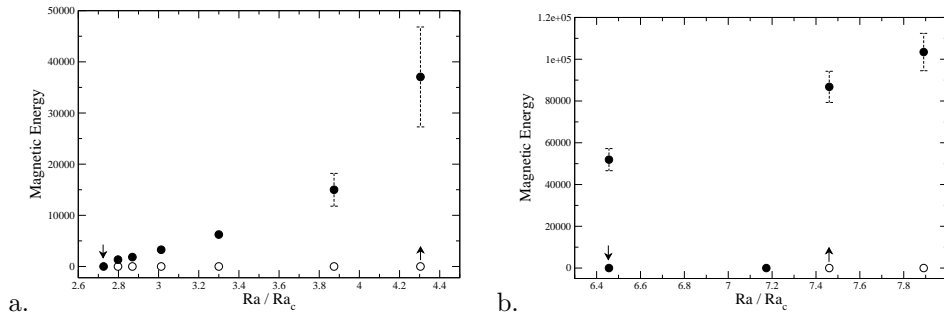 50000
40000
30000
20000
10000
0
Magnetic Energy
2.6 2.8 3 3.2 3.4 3.6 3.8 4 4.2 4.4
Ra / Ra_c
a.
1.2e+05
1e+05
80000
60000
40000
20000
0
Magnetic Energy
6.4 6.6 6.8 7 7.2 7.4 7.6 7.8
Ra / Ra_c
b.